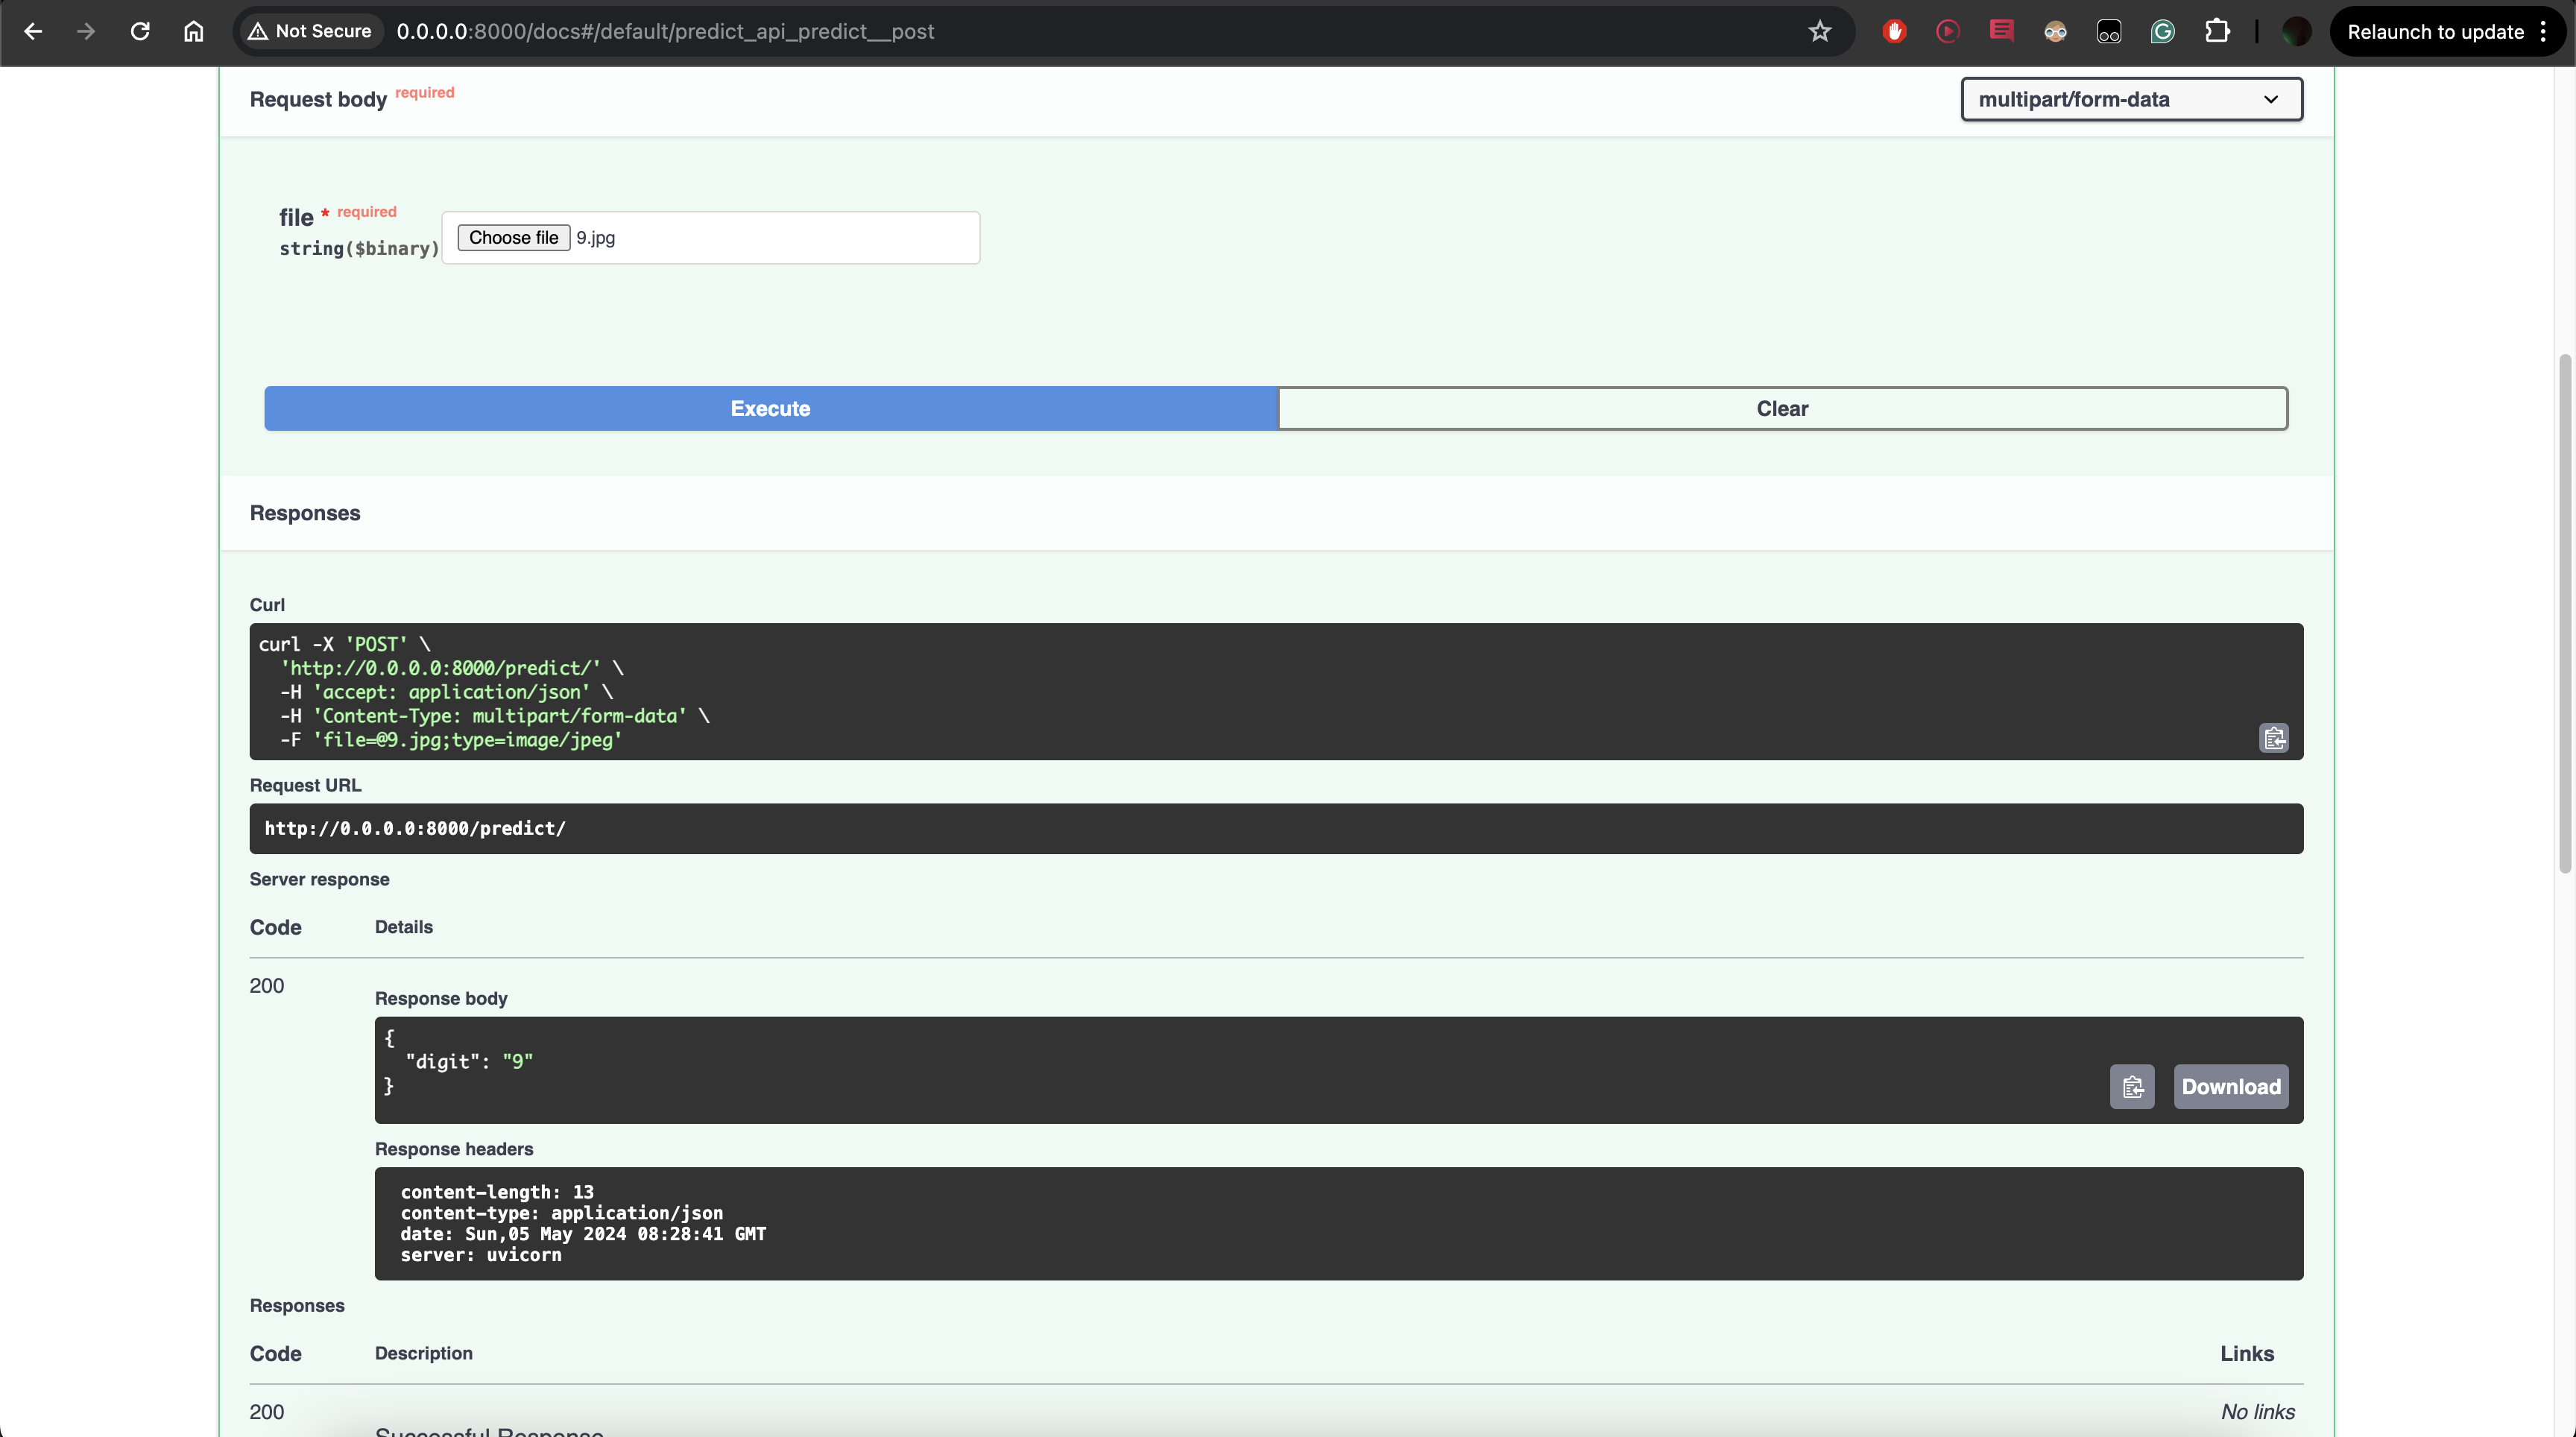 Not Secure 0.0.0.0:8000/docs#/default/predict_api_predict__post Relaunch to update
Request body required multipart/form-data
file * required
string($binary) Choose file 9.jpg
Execute Clear
Responses
Curl
curl -X 'POST' \
'http://0.0.0.0:8000/predict/' \
-H 'accept: application/json' \
-H 'Content-Type: multipart/form-data' \
-F 'file=@9.jpg;type=image/jpeg'
Request URL
http://0.0.0.0:8000/predict/
Server response
Code Details
200
Response body
{
"digit": "9"
}
Download
Response headers
content-length: 13
content-type: application/json
date: Sun,05 May 2024 08:28:41 GMT
server: uvicorn
Responses
Code Description Links
200 No links
Successful Response